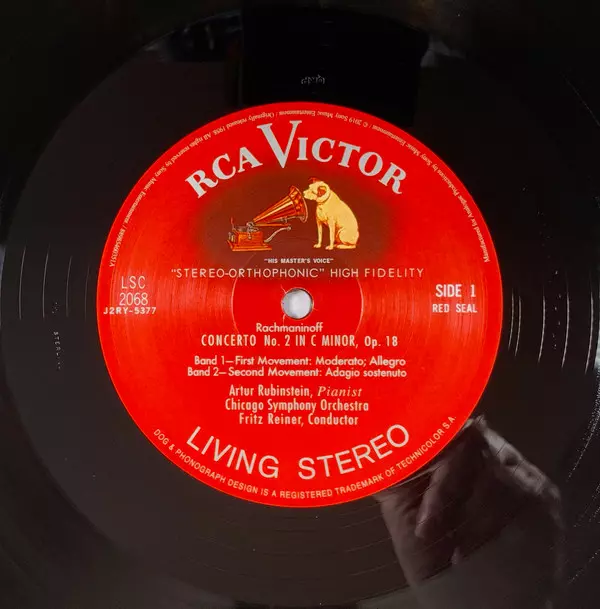 RCA VICTOR
"HIS MASTER'S VOICE"
"STEREO-ORTHOPHONIC" HIGH FIDELITY
LSC
2068
J2RY-5377
SIDE 1
RED SEAL
Rachmaninoff
CONCERTO No. 2 IN C MINOR, Op. 18
Band 1—First Movement: Moderato; Allegro
Band 2—Second Movement: Adagio sostenuto
Artur Rubinstein, Pianist
Chicago Symphony Orchestra
Fritz Reiner, Conductor
LIVING STEREO
DOG & PHONOGRAPH DESIGN IS A REGISTERED TRADEMARK OF TECHNICOLOR S.A.